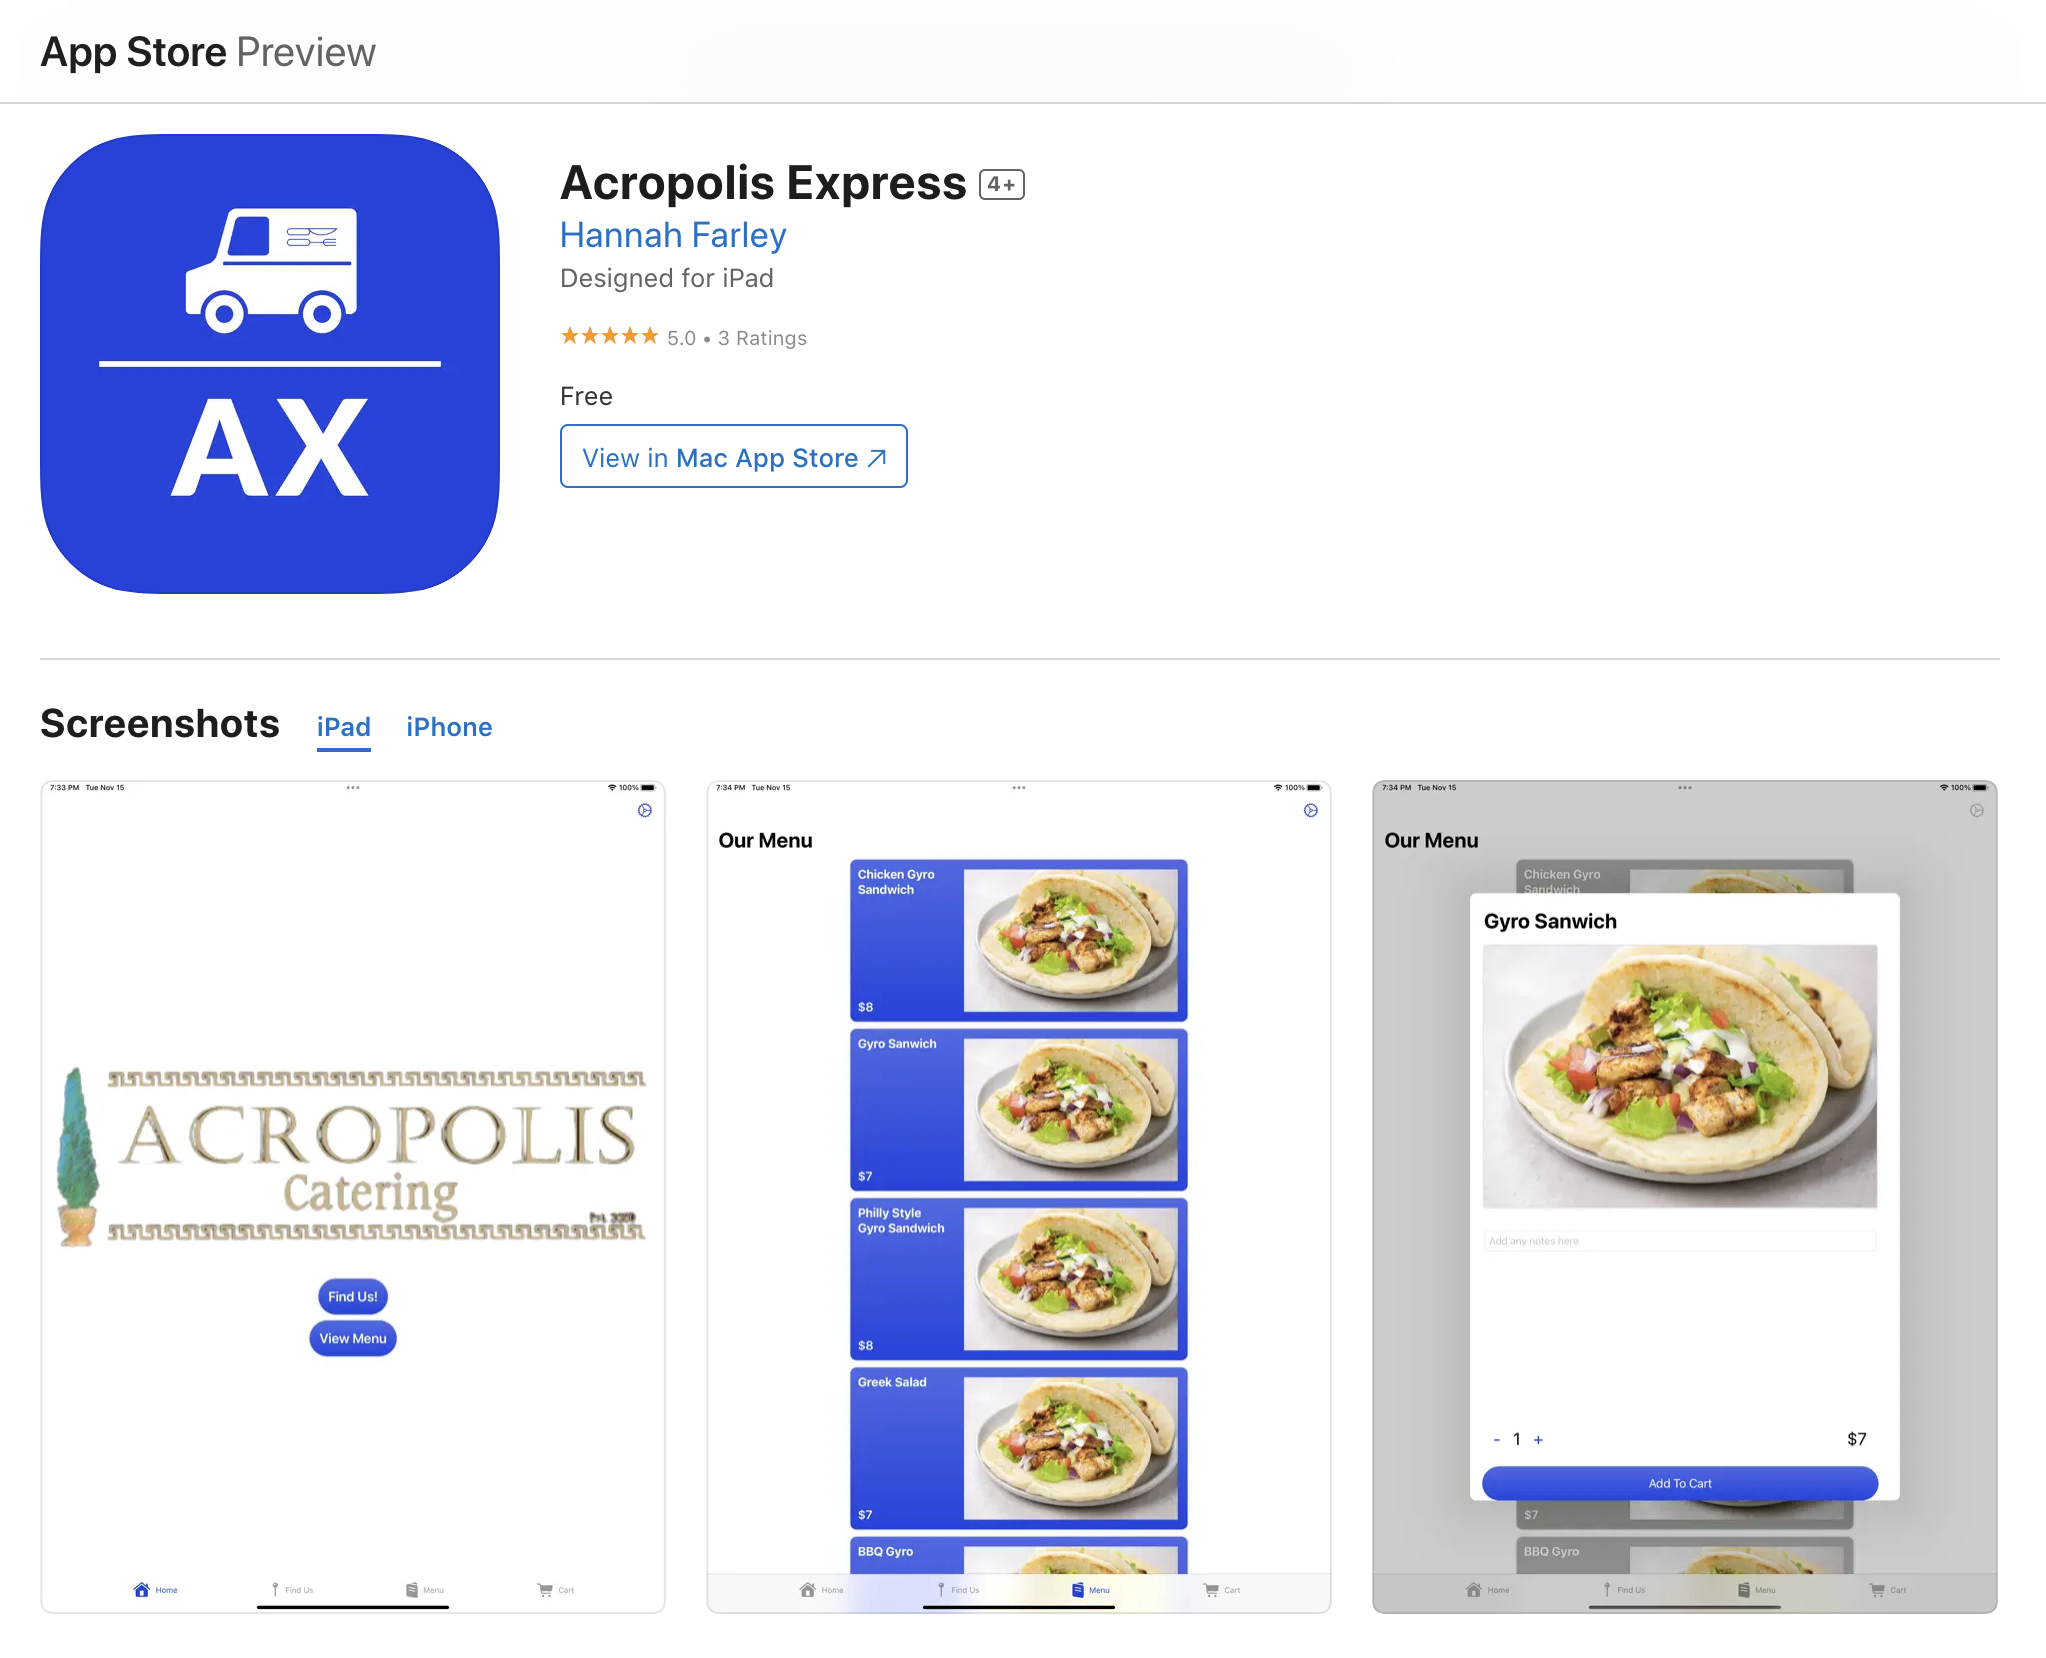 App Store Preview
AX
Acropolis Express 4+
Hannah Farley
Designed for iPad
★★★★★ 5.0 • 3 Ratings
Free
View in Mac App Store ↗
Screenshots iPad iPhone
7:33 PM Tue Nov 15 100%
ACROPOLIS
Catering
Find Us!
View Menu
Home Find Us Menu Cart
7:34 PM Tue Nov 15 100%
Our Menu
Chicken Gyro
Sandwich
$8
Gyro Sanwich
$7
Philly Style
Gyro Sandwich
$8
Greek Salad
$7
BBQ Gyro
Home Find Us Menu Cart
7:34 PM Tue Nov 15 100%
Our Menu
Chicken Gyro
Sandwich
Gyro Sanwich
Add any notes here
- 1 + $7
Add To Cart
$7
BBQ Gyro
Home Find Us Menu Cart